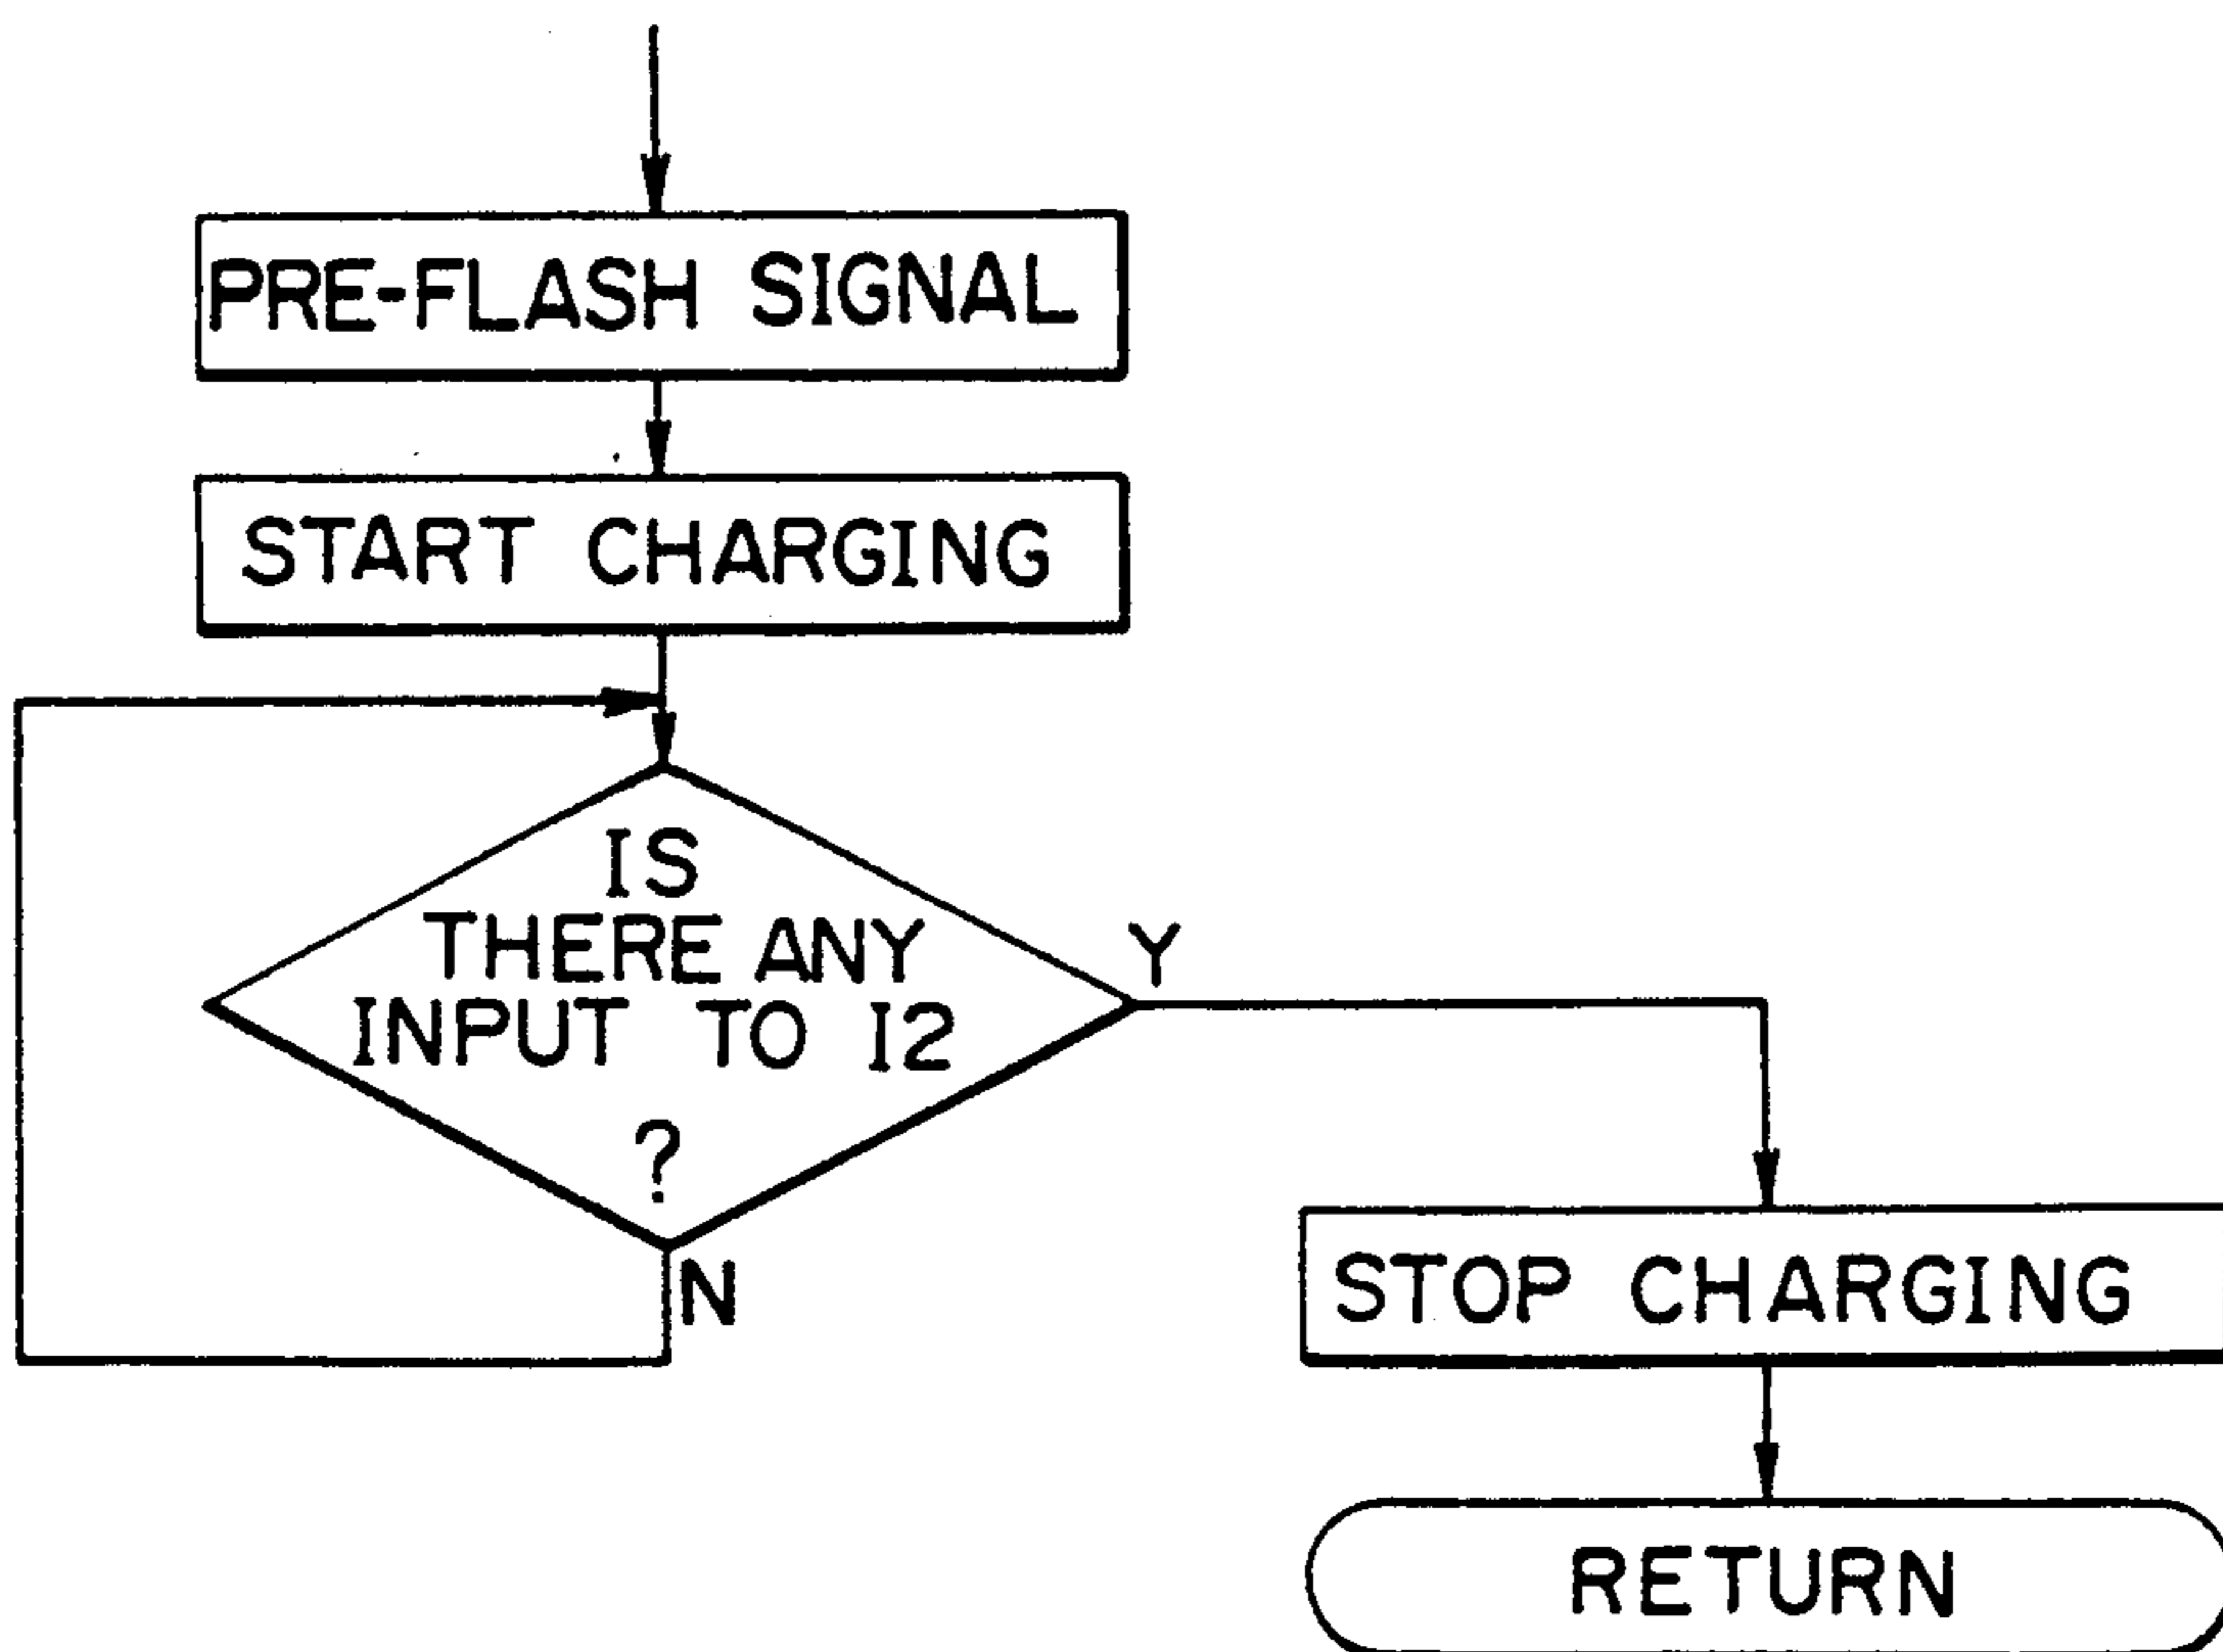 PRE-FLASH SIGNAL
START CHARGING
IS
THERE ANY
INPUT TO I2
?
Y
N
STOP CHARGING
RETURN